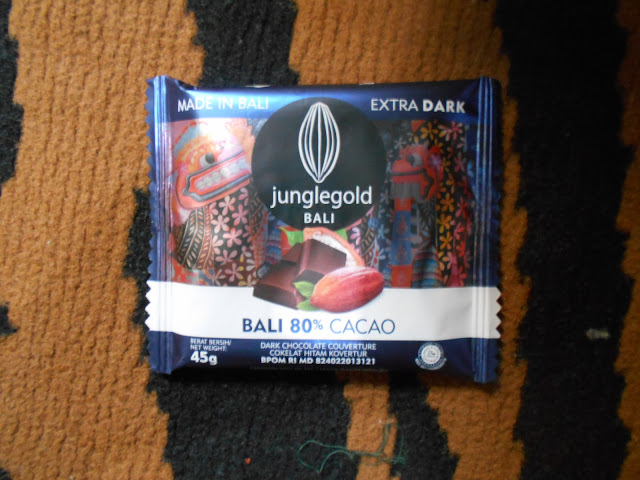 MADE IN BALI
EXTRA DARK
junglegold
BALI
BALI 80% CACAO
BERAT BERSIH/
NET WEIGHT:
45g
DARK CHOCOLATE COUVERTURE
COKELAT HITAM KOVERTUR
BPOM RI MD 824022013121